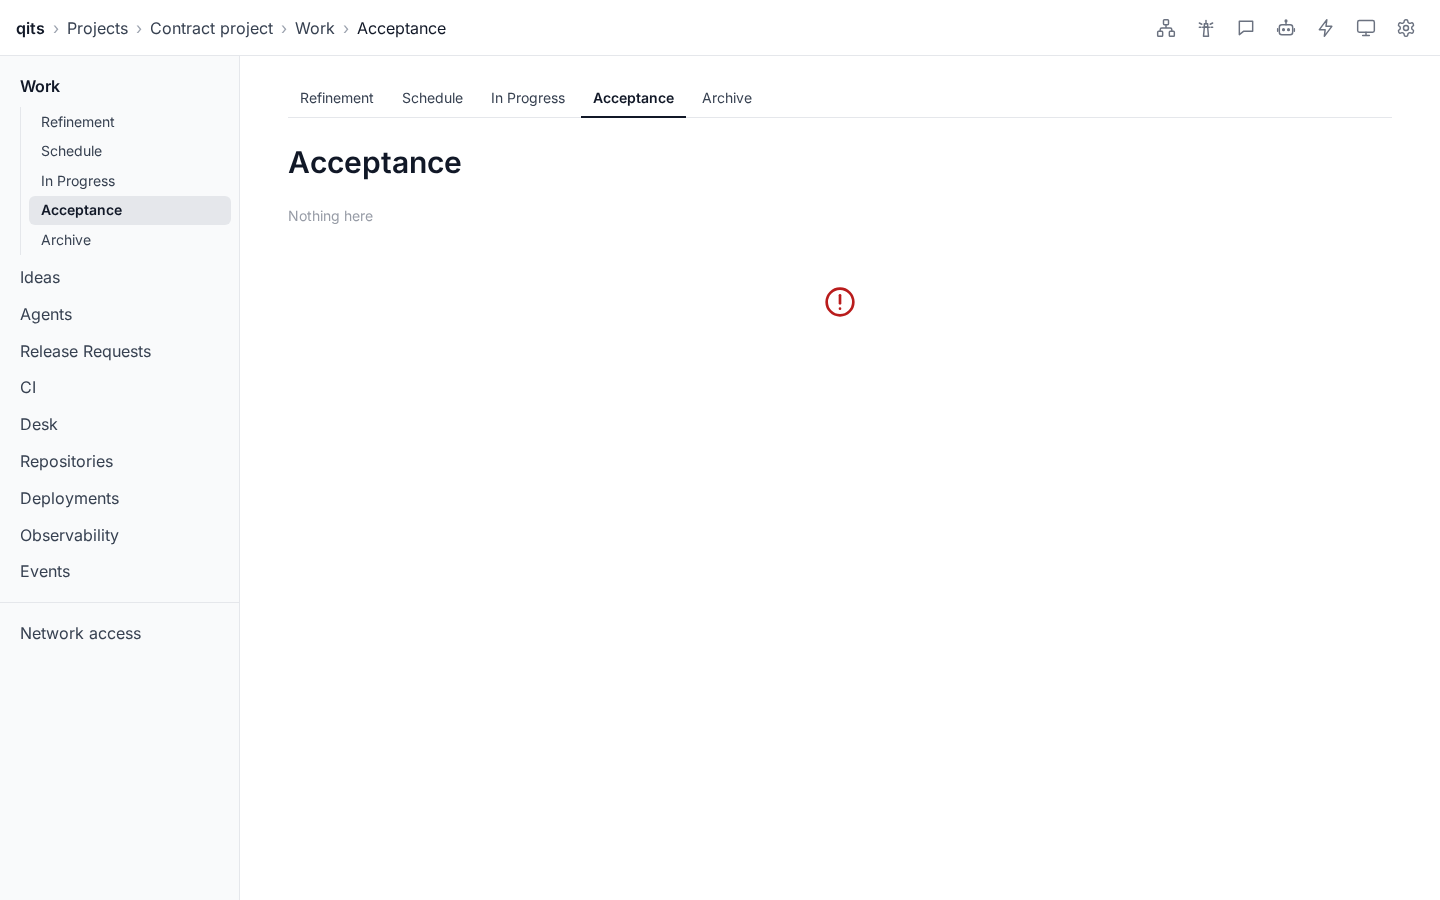 qits › Projects › Contract project › Work › Acceptance
Work
Refinement
Schedule
In Progress
Acceptance
Archive
Ideas
Agents
Release Requests
CI
Desk
Repositories
Deployments
Observability
Events
Network access
Refinement Schedule In Progress Acceptance Archive
Acceptance
Nothing here